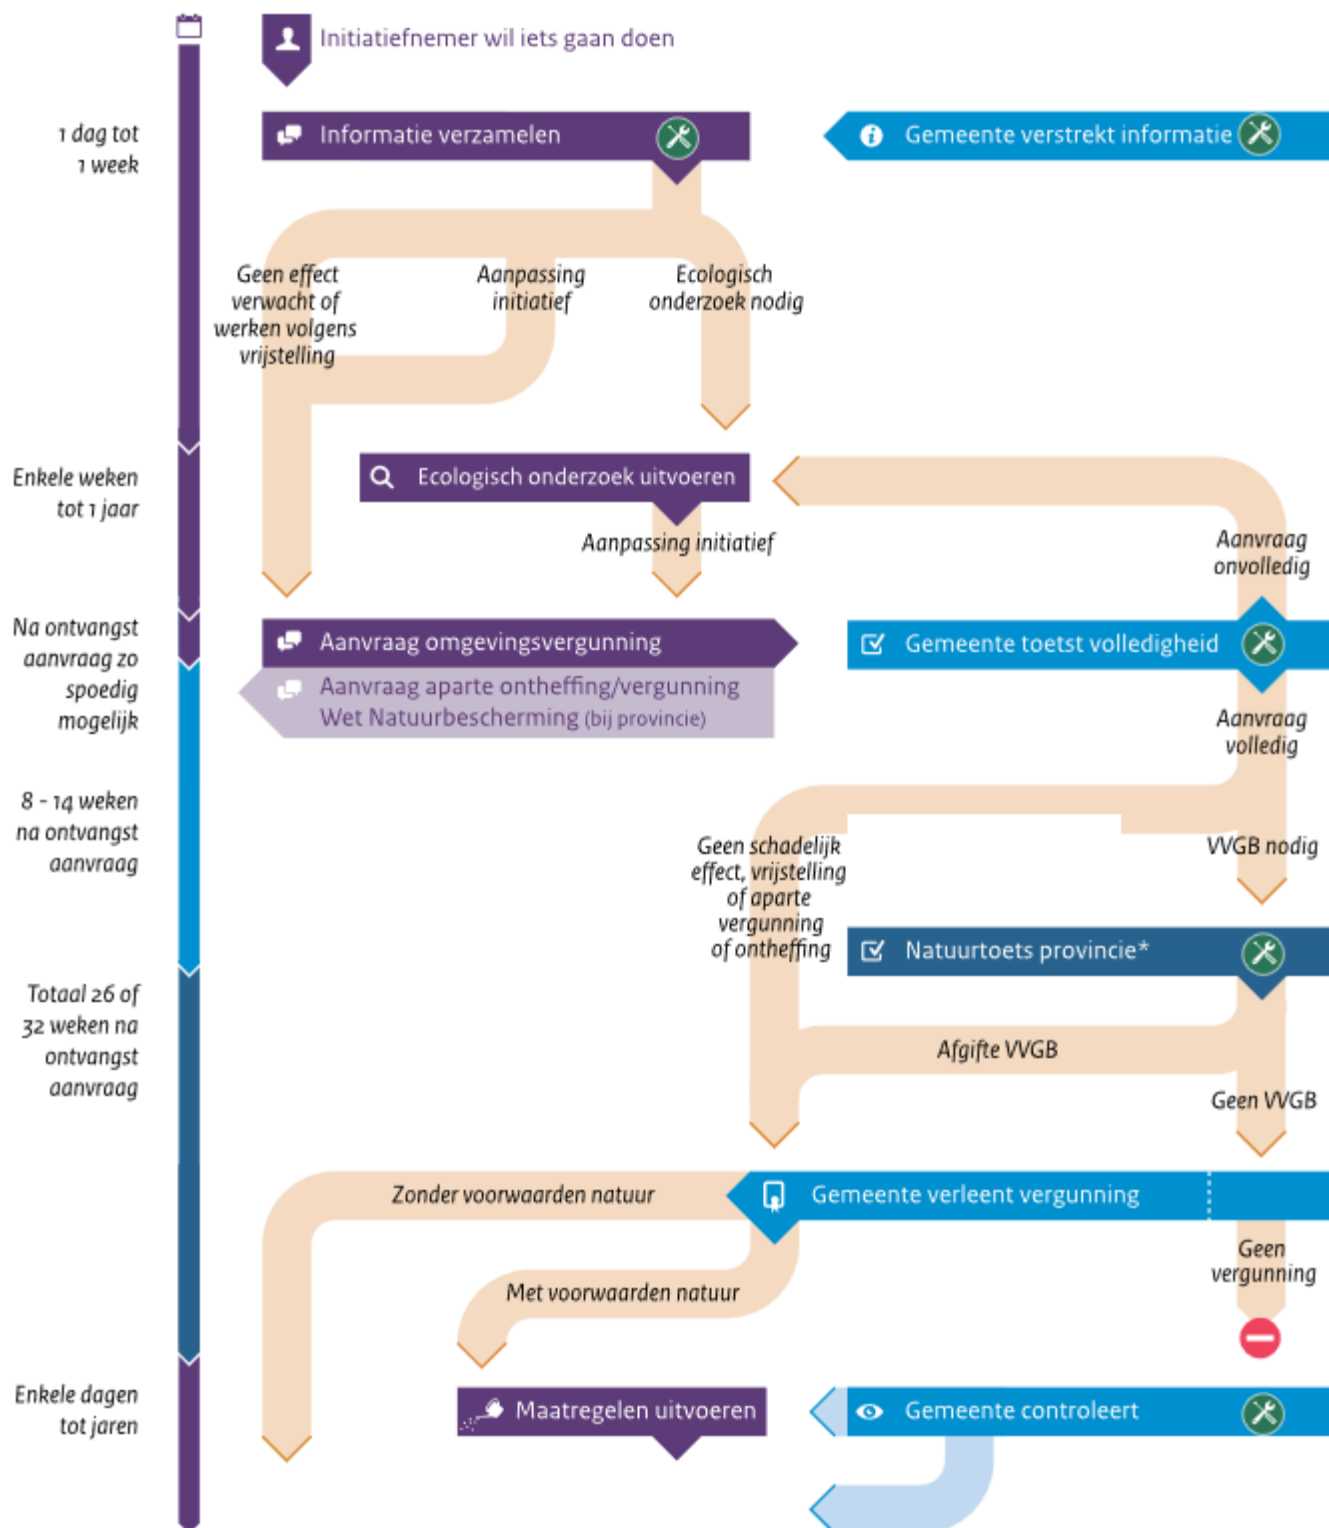 Initiatiefnemer wil iets gaan doen
1 dag tot
1 week
Informatie verzamelen
Gemeente verstrekt informatie
Geen effect
verwacht of
werken volgens
vrijstelling
Aanpassing
initiatief
Ecologisch
onderzoek nodig
Enkele weken
tot 1 jaar
Ecologisch onderzoek uitvoeren
Aanpassing initiatief
Aanvraag
onvolledig
Na ontvangst
aanvraag zo
spoedig
mogelijk
Aanvraag omgevingsvergunning
Gemeente toetst volledigheid
Aanvraag aparte ontheffing/vergunning
Wet Natuurbescherming (bij provincie)
Aanvraag
volledig
8 - 14 weken
na ontvangst
aanvraag
Geen schadelijk
effect, vrijstelling
of aparte
vergunning
of ontheffing
VVGB nodig
Natuurtoets provincie*
Totaal 26 of
32 weken na
ontvangst
aanvraag
Afgifte VVGB
Geen VVGB
Zonder voorwaarden natuur
Gemeente verleent vergunning
Geen
vergunning
Met voorwaarden natuur
Enkele dagen
tot jaren
Maatregelen uitvoeren
Gemeente controleert